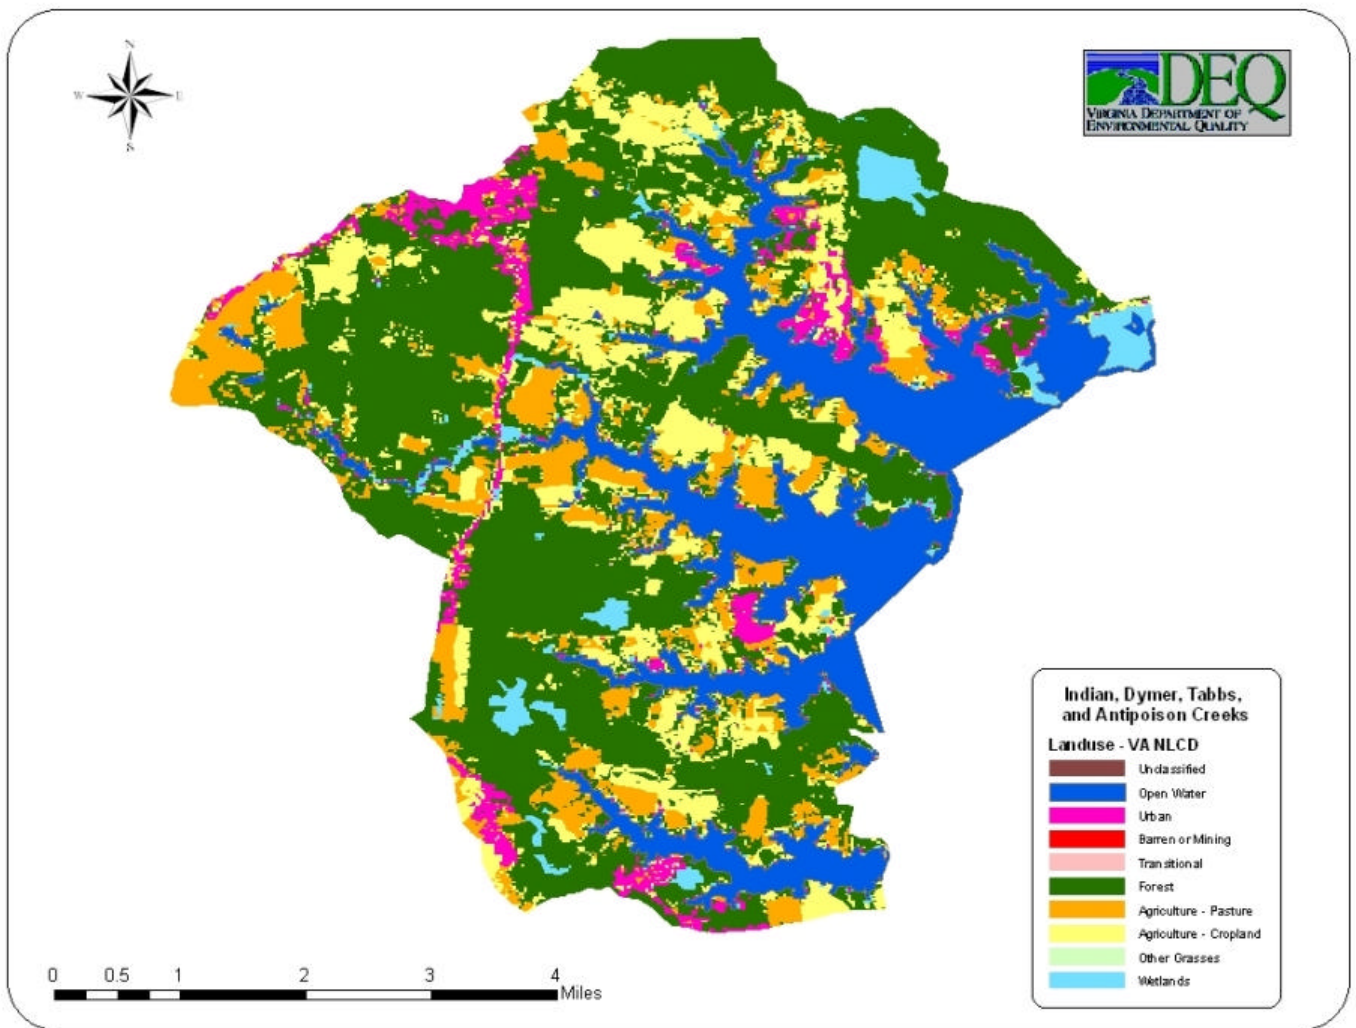 N
W E
S
DEQ
VIRGINIA DEPARTMENT OF
ENVIRONMENTAL QUALITY
Indian, Dymer, Tabbs,
and Antipoison Creeks
Landuse - VA NLCD
Unclassified
Open Water
Urban
Barren or Mining
Transitional
Forest
Agriculture - Pasture
Agriculture - Cropland
Other Grasses
Wetlands
0 0.5 1 2 3 4
Miles